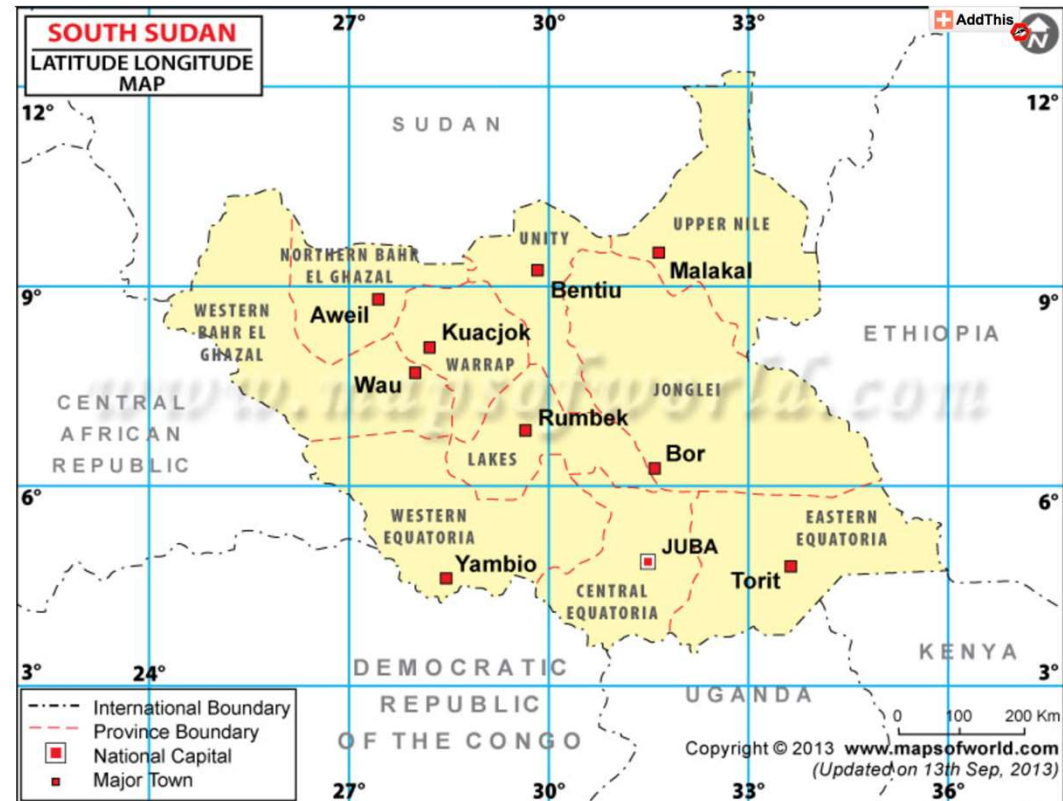 SOUTH SUDAN
LATITUDE LONGITUDE
MAP
27°
30°
33°
AddThis
N
12°
12°
SUDAN
UPPER NILE
UNITY
NORTHERN BAHR
EL GHAZAL
Malakal
Bentiu
9°
9°
WESTERN
BAHR EL
GHAZAL
Aweil
Kuacjok
ETHIOPIA
WARRAP
Wau
JONGLEI
www.mapsofworld.com
CENTRAL
AFRICAN
REPUBLIC
Rumbek
LAKES
Bor
6°
6°
WESTERN
EQUATORIA
EASTERN
EQUATORIA
JUBA
Yambio
Torit
CENTRAL
EQUATORIA
KENYA
3°
24°
3°
DEMOCRATIC
REPUBLIC
OF THE CONGO
UGANDA
International Boundary
Province Boundary
National Capital
Major Town
0 100 200 Km
Copyright © 2013 www.mapsofworld.com
(Updated on 13th Sep, 2013)
27°
30°
33°
36°